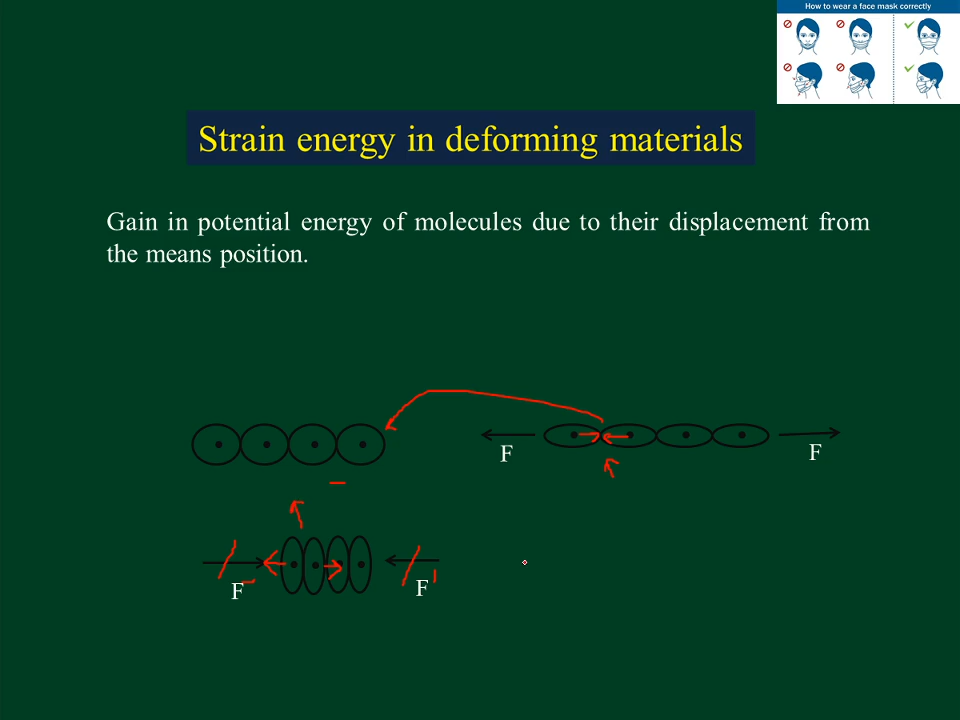 How to wear a face mask correctly
Strain energy in deforming materials
Gain in potential energy of molecules due to their displacement from
the means position.
F
F
F
F